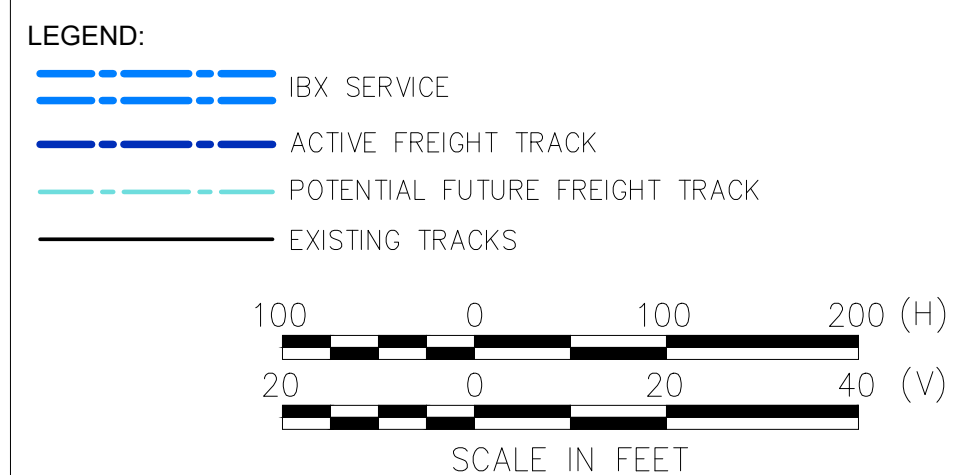 LEGEND:
IBX SERVICE
ACTIVE FREIGHT TRACK
POTENTIAL FUTURE FREIGHT TRACK
EXISTING TRACKS
100 0 100 200 (H)
20 0 20 40 (V)
SCALE IN FEET